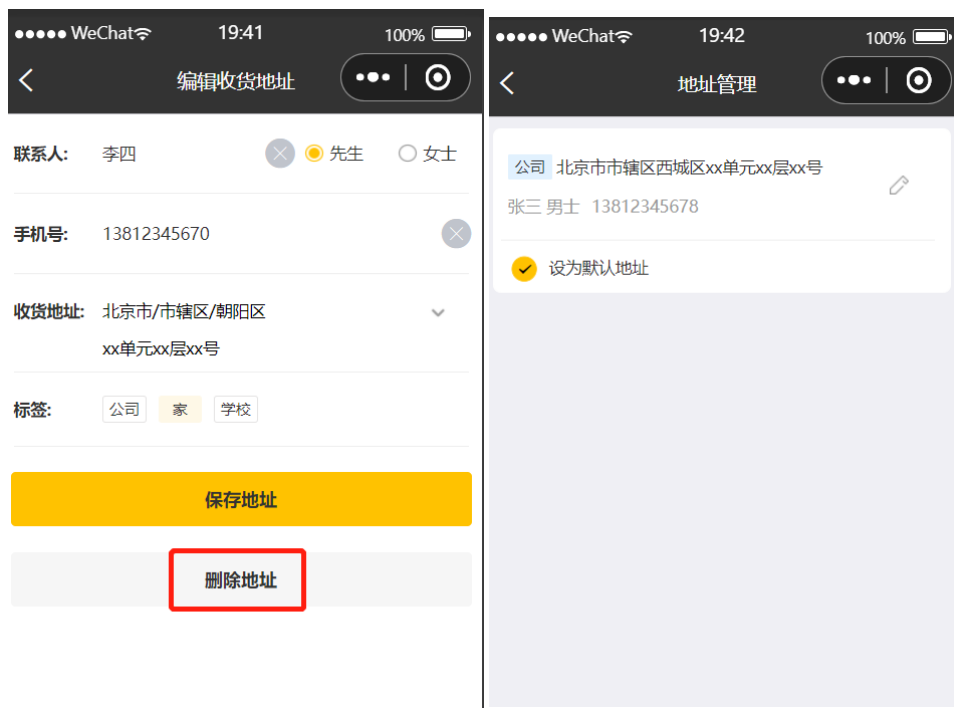 ●●●●● WeChat 19:41 100%
编辑收货地址
联系人: 李四 先生 女士
手机号: 13812345670
收货地址: 北京市/市辖区/朝阳区
xx单元xx层xx号
标签: 公司 家 学校
保存地址
删除地址
●●●●● WeChat 19:42 100%
地址管理
公司 北京市市辖区西城区xx单元xx层xx号
张三 男士 13812345678
设为默认地址